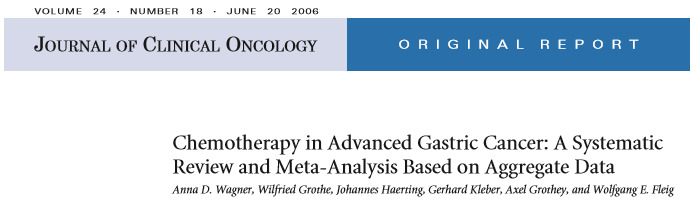 VOLUME 24 · NUMBER 18 · JUNE 20 2006
JOURNAL OF CLINICAL ONCOLOGY
ORIGINAL REPORT
Chemotherapy in Advanced Gastric Cancer: A Systematic
Review and Meta-Analysis Based on Aggregate Data
Anna D. Wagner, Wilfried Grothe, Johannes Haerting, Gerhard Kleber, Axel Grothey, and Wolfgang E. Fleig